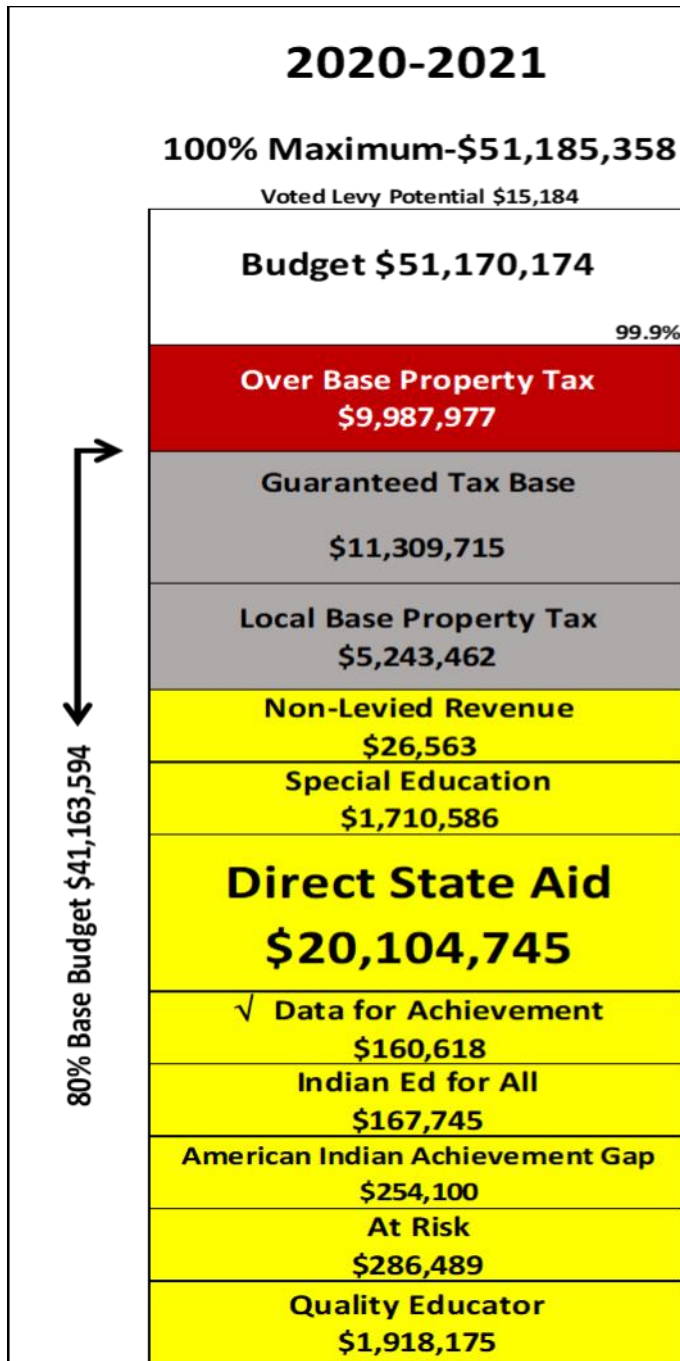 2020-2021
100% Maximum-$51,185,358
Voted Levy Potential $15,184
Budget $51,170,174
99.9%
Over Base Property Tax
$9,987,977
Guaranteed Tax Base
$11,309,715
Local Base Property Tax
$5,243,462
Non-Levied Revenue
$26,563
Special Education
$1,710,586
Direct State Aid
$20,104,745
√ Data for Achievement
$160,618
Indian Ed for All
$167,745
American Indian Achievement Gap
$254,100
At Risk
$286,489
Quality Educator
$1,918,175
80% Base Budget $41,163,594